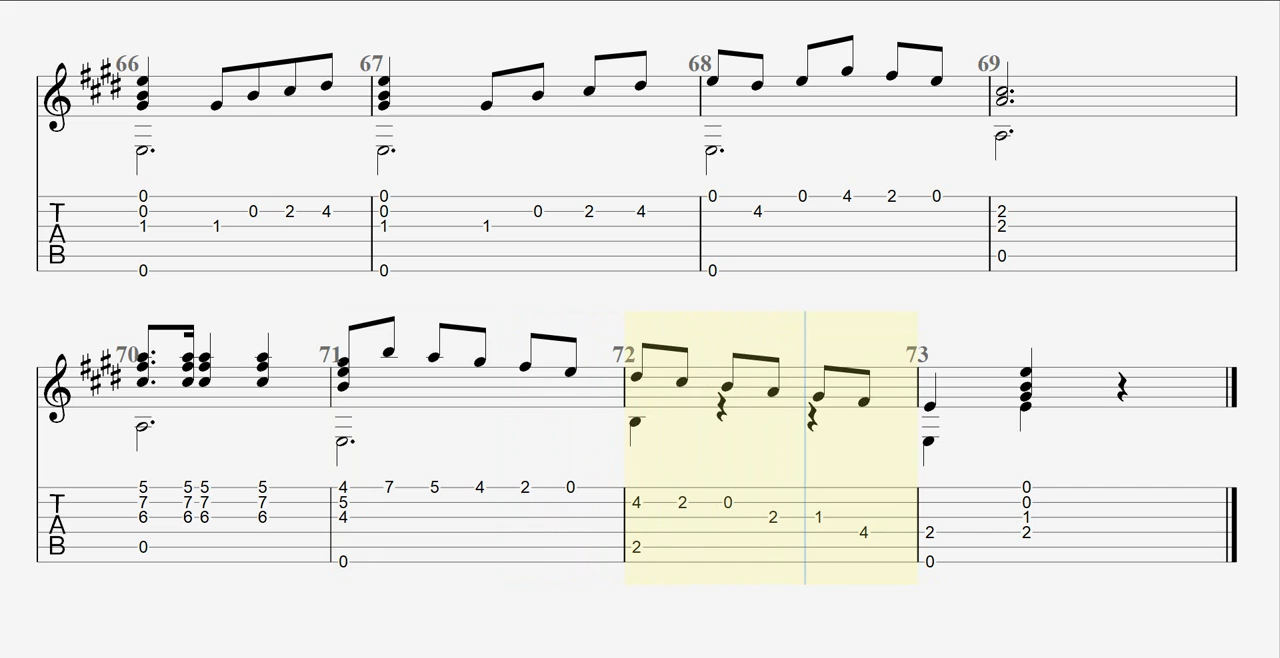 66 67 68 69
0 0 0 0 4 2 0
T 0 0 2 4 0 0 2 4 4 2
A 1 1 1 1 2
B 0
0 0 0
70 71 72 73
5 5 5 5 4 7 5 4 2 0 0
T 7 7 7 7 5 4 2 0 0
A 6 6 6 6 4 2 1 1
4 2 2
B 0 2
0 0